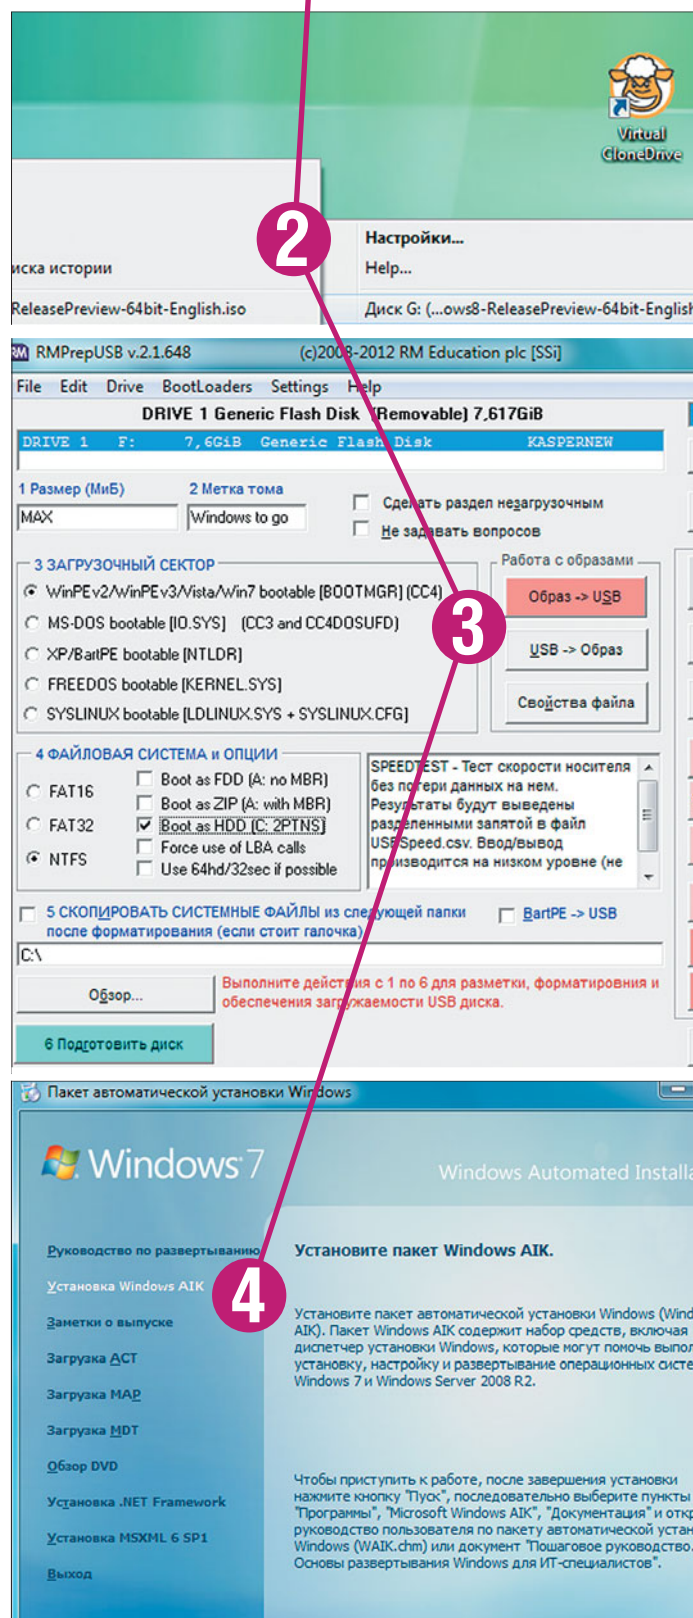 Virtual
CloneDrive
2
Настройки...
иска истории
Help...
ReleasePreview-64bit-English.iso
Диск G: (...ows8-ReleasePreview-64bit-English
RM RMPrepUSB v.2.1.648 (c)2008-2012 RM Education plc [SSi]
File Edit Drive BootLoaders Settings Help
DRIVE 1 Generic Flash Disk (Removable) 7,617GiB
DRIVE 1 F: 7,6GiB Generic Flash Disk KASPERNEW
1 Размер (МиБ) 2 Метка тома
MAX Windows to go
Сделать раздел незагрузочным
Не задавать вопросов
3 ЗАГРУЗОЧНЫЙ СЕКТОР
WinPEv2/WinPEv3/Vista/Win7 bootable [BOOTMGR] (CC4)
MS-DOS bootable [IO.SYS] (CC3 and CC4DOSUFD)
XP/BartPE bootable [NTLDR]
FREEDOS bootable [KERNEL.SYS]
SYSLINUX bootable [LDLINUX.SYS + SYSLINUX.CFG]
Работа с образами
Образ -> USB
3
USB -> Образ
Свойства файла
4 ФАЙЛОВАЯ СИСТЕМА и ОПЦИИ
FAT16
FAT32
NTFS
Boot as FDD (A: no MBR)
Boot as ZIP (A: with MBR)
Boot as HDD (C: 2PTNS)
Force use of LBA calls
Use 64hd/32sec if possible
SPEEDTEST - Тест скорости носителя
без потери данных на нем.
Результаты будут выведены
разделенными запятой в файл
USBSpeed.csv. Ввод/вывод
производится на низком уровне (не
5 СКОПИРОВАТЬ СИСТЕМНЫЕ ФАЙЛЫ из следующей папки
после форматирования (если стоит галочка)
BartPE -> USB
C:\
Обзор...
Выполните действия с 1 по 6 для разметки, форматировния и
обеспечения загружаемости USB диска.
6 Подготовить диск
Пакет автоматической установки Windows
Windows 7
Windows Automated Installa
Руководство по развертыванию
Установка Windows AIK
Заметки о выпуске
Загрузка ACT
Загрузка MAP
Загрузка MDT
Обзор DVD
Установка .NET Framework
Установка MSXML 6 SP1
Выход
4
Установите пакет Windows AIK.
Установите пакет автоматической установки Windows (Wind
AIK). Пакет Windows AIK содержит набор средств, включая
диспетчер установки Windows, которые могут помочь выпол
установку, настройку и развертывание операционных систе
Windows 7 и Windows Server 2008 R2.
Чтобы приступить к работе, после завершения установки
нажмите кнопку "Пуск", последовательно выберите пункты
"Программы", "Microsoft Windows AIK", "Документация" и откр
руководство пользователя по пакету автоматической устан
Windows (WAIK.chm) или документ "Пошаговое руководство.
Основы развертывания Windows для ИТ-специалистов".